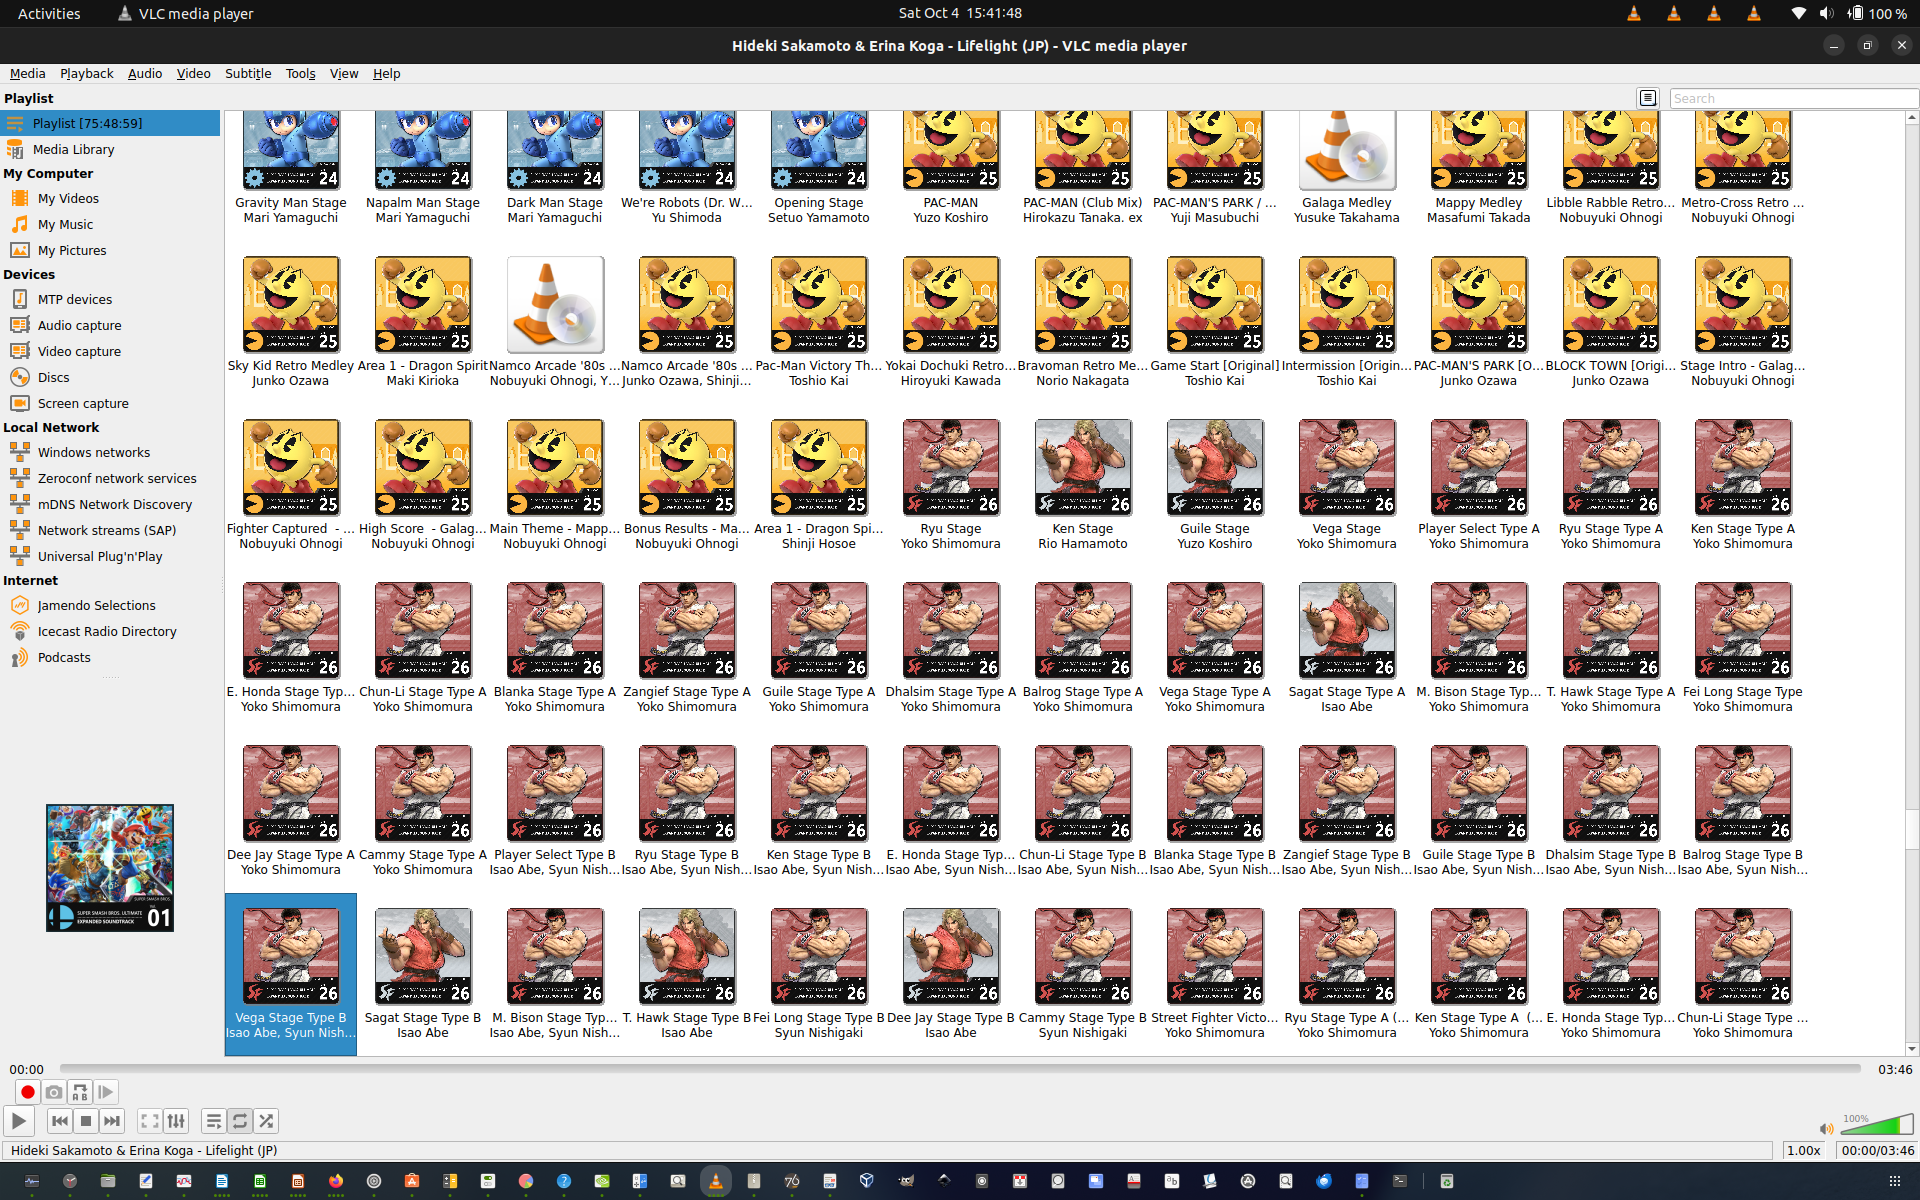 Activities
VLC media player
Sat Oct 4 15:41:48
100 %
Hideki Sakamoto & Erina Koga - Lifelight (JP) - VLC media player
Media Playback Audio Video Subtitle Tools View Help
Playlist
Search
Playlist [75:48:59]
Media Library
My Computer
My Videos
My Music
My Pictures
Devices
MTP devices
Audio capture
Video capture
Discs
Screen capture
Local Network
Windows networks
Zeroconf network services
mDNS Network Discovery
Network streams (SAP)
Universal Plug'n'Play
Internet
Jamendo Selections
Icecast Radio Directory
Podcasts
SUPER SMASH BROS. ULTIMATE
EXPANDED SOUNDTRACK
01
24 24 24 24 24 25 25 25 25 25 25
Gravity Man Stage Napalm Man Stage Dark Man Stage We're Robots (Dr. W... Opening Stage PAC-MAN PAC-MAN (Club Mix) PAC-MAN'S PARK / ... Galaga Medley Mappy Medley Libble Rabble Retro... Metro-Cross Retro ...
Mari Yamaguchi Mari Yamaguchi Mari Yamaguchi Yu Shimoda Setuo Yamamoto Yuzo Koshiro Hirokazu Tanaka. ex Yuji Masubuchi Yusuke Takahama Masafumi Takada Nobuyuki Ohnogi Nobuyuki Ohnogi
25 25 25 25 25 25 25 25 25 25 25
Sky Kid Retro Medley Area 1 - Dragon Spirit Namco Arcade '80s ... Namco Arcade '80s ... Pac-Man Victory Th... Yokai Dochuki Retro... Bravoman Retro Me... Game Start [Original] Intermission [Origin... PAC-MAN'S PARK [O... BLOCK TOWN [Origi... Stage Intro - Galag...
Junko Ozawa Maki Kirioka Nobuyuki Ohnogi, Y... Junko Ozawa, Shinji... Toshio Kai Hiroyuki Kawada Norio Nakagata Toshio Kai Toshio Kai Junko Ozawa Junko Ozawa Nobuyuki Ohnogi
25 25 25 25 25 26 26 26 26 26 26 26
Fighter Captured - ... High Score - Galag... Main Theme - Mapp... Bonus Results - Ma... Area 1 - Dragon Spi... Ryu Stage Ken Stage Guile Stage Vega Stage Player Select Type A Ryu Stage Type A Ken Stage Type A
Nobuyuki Ohnogi Nobuyuki Ohnogi Nobuyuki Ohnogi Nobuyuki Ohnogi Shinji Hosoe Yoko Shimomura Rio Hamamoto Yuzo Koshiro Yoko Shimomura Yoko Shimomura Yoko Shimomura Yoko Shimomura
26 26 26 26 26 26 26 26 26 26 26 26
E. Honda Stage Typ... Chun-Li Stage Type A Blanka Stage Type A Zangief Stage Type A Guile Stage Type A Dhalsim Stage Type A Balrog Stage Type A Vega Stage Type A Sagat Stage Type A M. Bison Stage Typ... T. Hawk Stage Type A Fei Long Stage Type
Yoko Shimomura Yoko Shimomura Yoko Shimomura Yoko Shimomura Yoko Shimomura Yoko Shimomura Yoko Shimomura Yoko Shimomura Isao Abe Yoko Shimomura Yoko Shimomura Yoko Shimomura
26 26 26 26 26 26 26 26 26 26 26 26
Dee Jay Stage Type A Cammy Stage Type A Player Select Type B Ryu Stage Type B Ken Stage Type B E. Honda Stage Typ... Chun-Li Stage Type B Blanka Stage Type B Zangief Stage Type B Guile Stage Type B Dhalsim Stage Type B Balrog Stage Type B
Yoko Shimomura Yoko Shimomura Isao Abe, Syun Nish... Isao Abe, Syun Nish... Isao Abe, Syun Nish... Isao Abe, Syun Nish... Isao Abe, Syun Nish... Isao Abe, Syun Nish... Isao Abe, Syun Nish... Isao Abe, Syun Nish... Isao Abe, Syun Nish... Isao Abe, Syun Nish...
26 26 26 26 26 26 26 26 26 26 26 26
Vega Stage Type B Sagat Stage Type B M. Bison Stage Typ... T. Hawk Stage Type B Fei Long Stage Type B Dee Jay Stage Type B Cammy Stage Type B Street Fighter Victo... Ryu Stage Type A (... Ken Stage Type A (... E. Honda Stage Typ... Chun-Li Stage Type ...
Isao Abe, Syun Nish... Isao Abe Isao Abe, Syun Nish... Isao Abe Syun Nishigaki Isao Abe Syun Nishigaki Yoko Shimomura Yoko Shimomura Yoko Shimomura Yoko Shimomura Yoko Shimomura
00:00
03:46
100%
Hideki Sakamoto & Erina Koga - Lifelight (JP)
1.00x
00:00/03:46